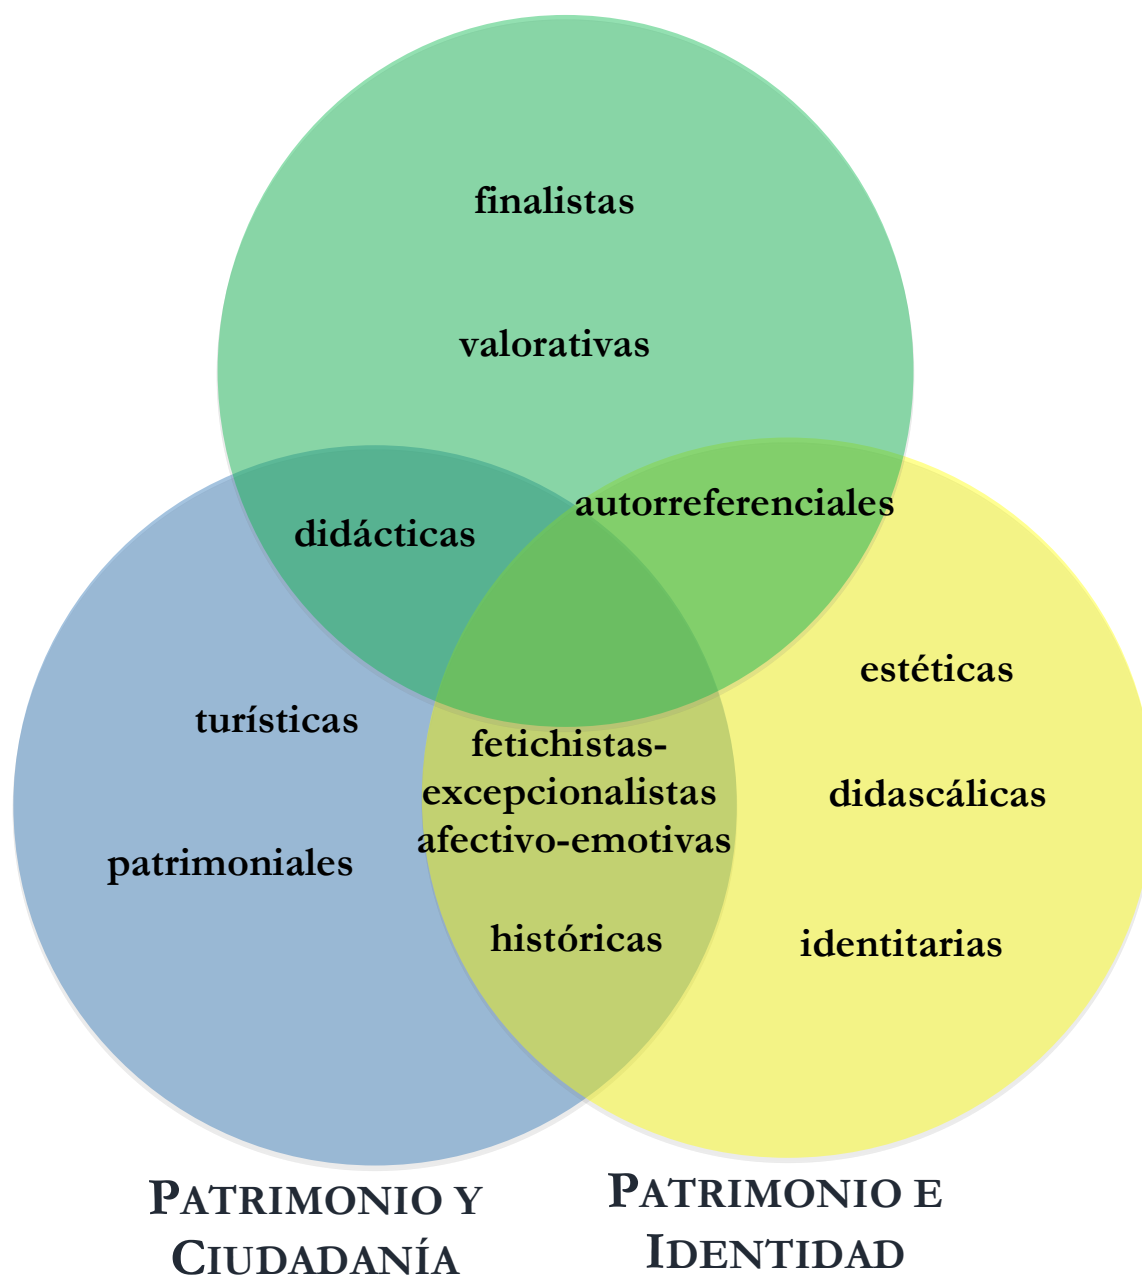 finalistas
valorativas
autorreferenciales
didácticas
estéticas
turísticas
fetichistas-
excepcionalistas
afectivo-emotivas
didascálicas
patrimoniales
históricas
identitarias
PATRIMONIO Y
CIUDADANÍA
PATRIMONIO E
IDENTIDAD